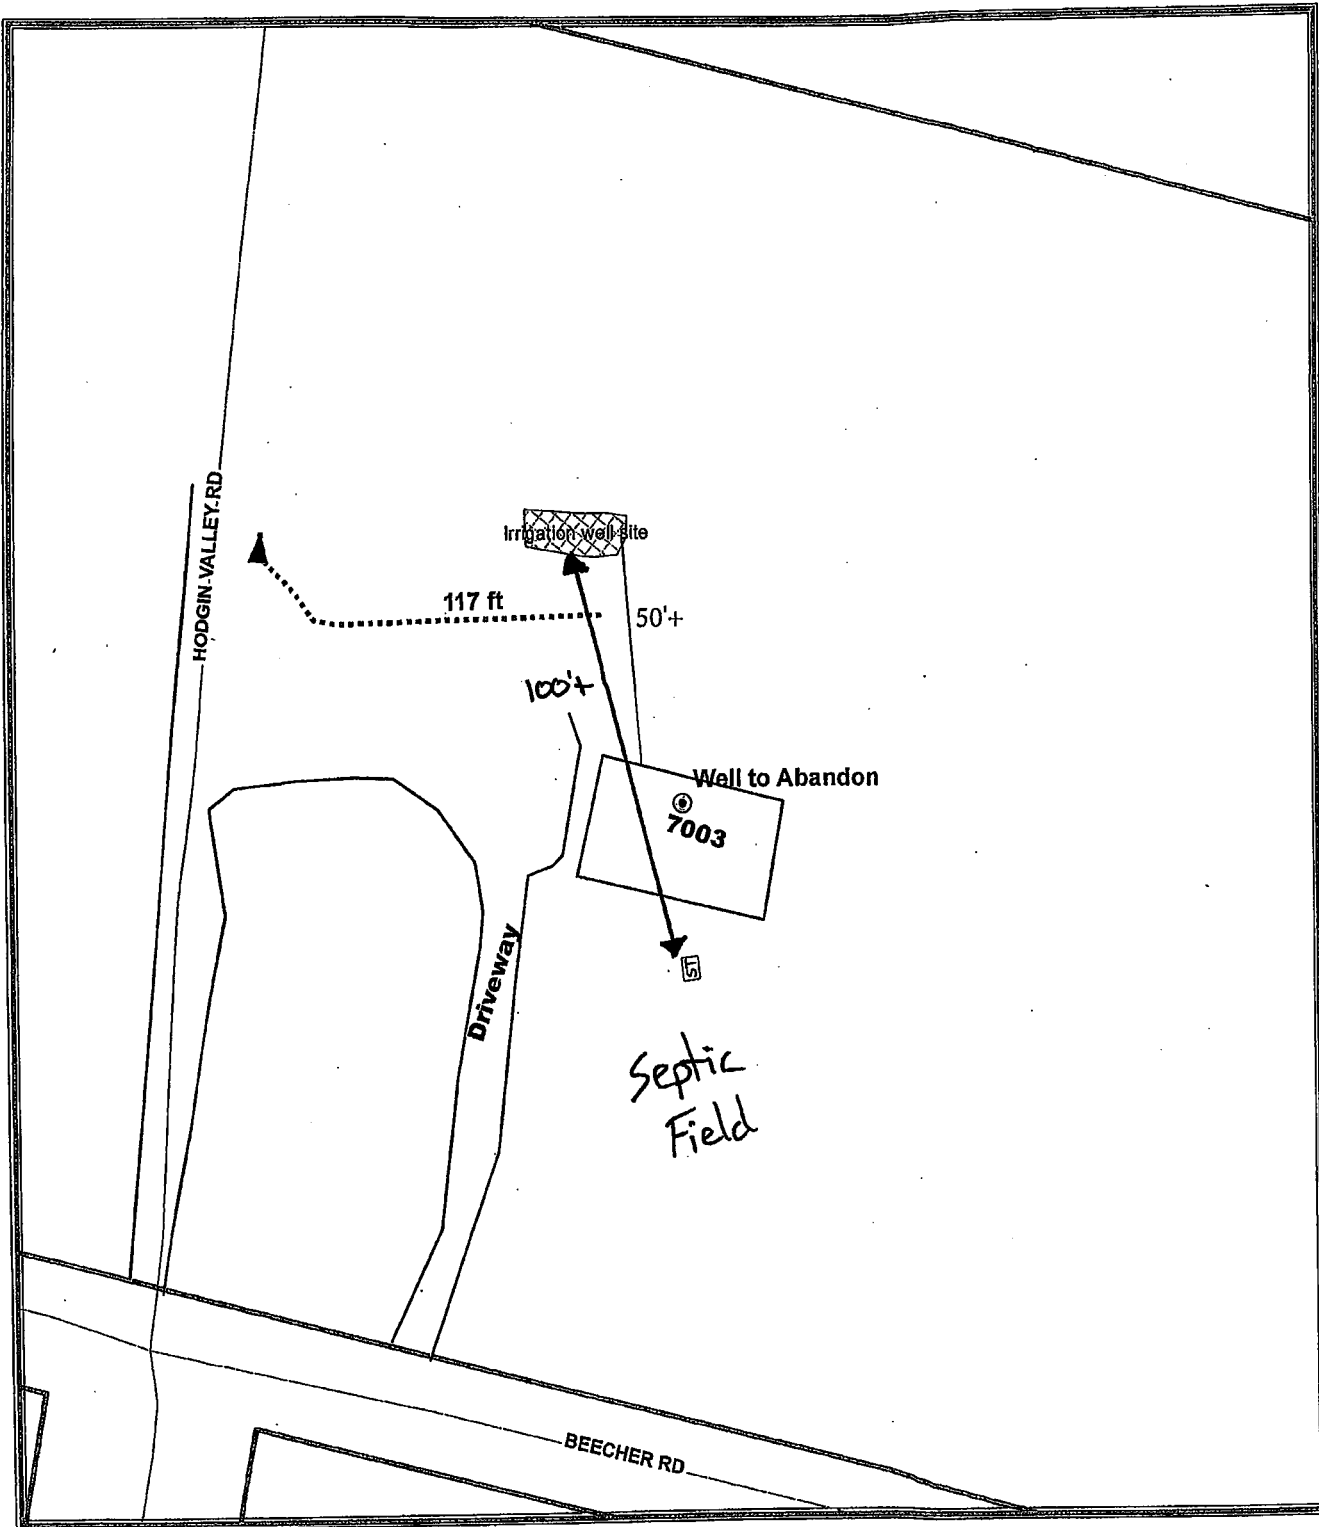 HODGIN VALLEY RD
Irrigation well site
117 ft
50'+
100'+
Well to Abandon
7003
ST
Driveway
Septic
Field
BEECHER RD